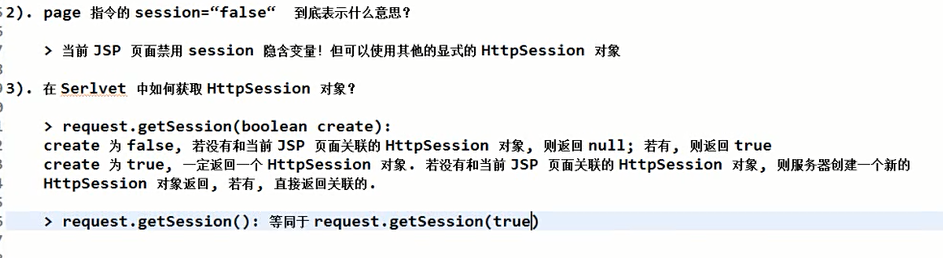 2). page 指令的 session=“false“ 到底表示什么意思？
> 当前 JSP 页面禁用 session 隐含变量！但可以使用其他的显式的 HttpSession 对象
3). 在 Serlvet 中如何获取 HttpSession 对象？
> request.getSession(boolean create):
create 为 false, 若没有和当前 JSP 页面关联的 HttpSession 对象, 则返回 null; 若有, 则返回 true
create 为 true, 一定返回一个 HttpSession 对象. 若没有和当前 JSP 页面关联的 HttpSession 对象, 则服务器创建一个新的
HttpSession 对象返回, 若有, 直接返回关联的.
> request.getSession(): 等同于 request.getSession(true)